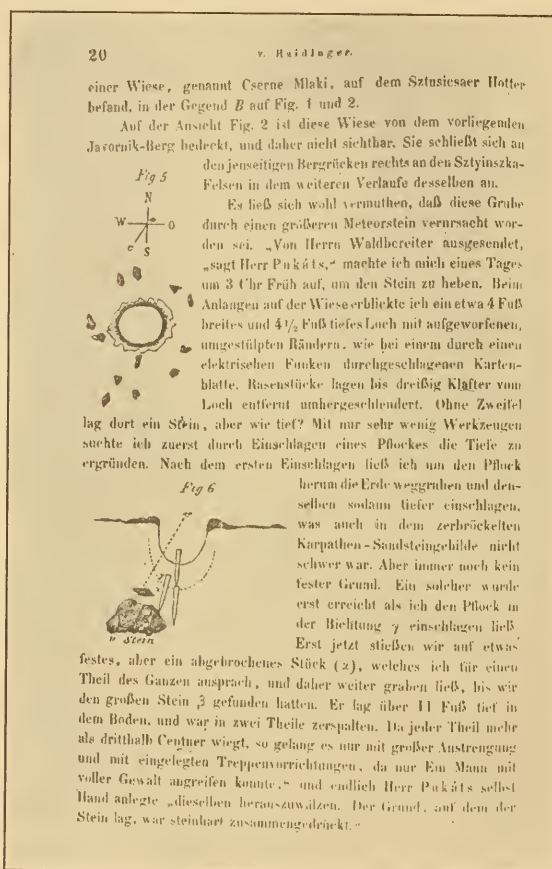 20
v. Haidinger.
einer Wiese, genannt Cserne Mlaki, auf dem Sztusicsaer Hotter
befand, in der Gegend B auf Fig. 1 und 2.
Auf der Ansicht Fig. 2 ist diese Wiese von dem vorliegenden
Javornik-Berg bedeckt, und daher nicht sichtbar. Sie schließt sich an
den jenseitigen Bergrücken rechts an den Sztyinszka-
Fig 5
Felsen in dem weiteren Verlaufe desselben an.
N
W
O
S
Es ließ sich wohl vermuthen, daß diese Grube
durch einen größeren Meteorstein verursacht wor-
den sei. „Von Herrn Waldbereiter ausgesendet,
„sagt Herr Pukáts,“ machte ich mich eines Tages
um 3 Uhr Früh auf, um den Stein zu heben. Beim
Anlangen auf der Wiese erblickte ich ein etwa 4 Fuß
breites und 4 1/2 Fuß tiefes Loch mit aufgeworfenen,
umgestülpten Rändern, wie bei einem durch einen
elektrischen Funken durchgeschlagenen Karten-
blatte. Rasenstücke lagen bis dreißig Klafter vom
Loch entfernt umhergeschleudert. Ohne Zweifel
lag dort ein Stein, aber wie tief? Mit nur sehr wenig Werkzeugen
suchte ich zuerst durch Einschlagen eines Pflockes die Tiefe zu
ergründen. Nach dem ersten Einschlagen ließ ich um den Pflock
Fig 6
herum die Erde weggraben und den-
selben sodann tiefer einschlagen,
was auch in dem zerbröckelten
Karpathen-Sandsteingebilde nicht
schwer war. Aber immer noch kein
fester Grund. Ein solcher wurde
erst erreicht als ich den Pflock in
der Richtung γ einschlagen ließ.
Stein
Erst jetzt stießen wir auf etwas
festes, aber ein abgebrochenes Stück (α), welches ich für einen
Theil des Ganzen ansprach, und daher weiter graben ließ, bis wir
den großen Stein β gefunden hatten. Er lag über 11 Fuß tief in
dem Boden, und war in zwei Theile zerspalten. Da jeder Theil mehr
als dritthalb Centner wiegt, so gelang es nur mit großer Anstrengung
und mit eingelegten Treppenvorrichtungen, da nur Ein Mann mit
voller Gewalt angreifen konnte,“ und endlich Herr Pukáts selbst
Hand anlegte „dieselben herauszuwälzen. Der Grund, auf dem der
Stein lag, war steinhart zusammengedrückt.“